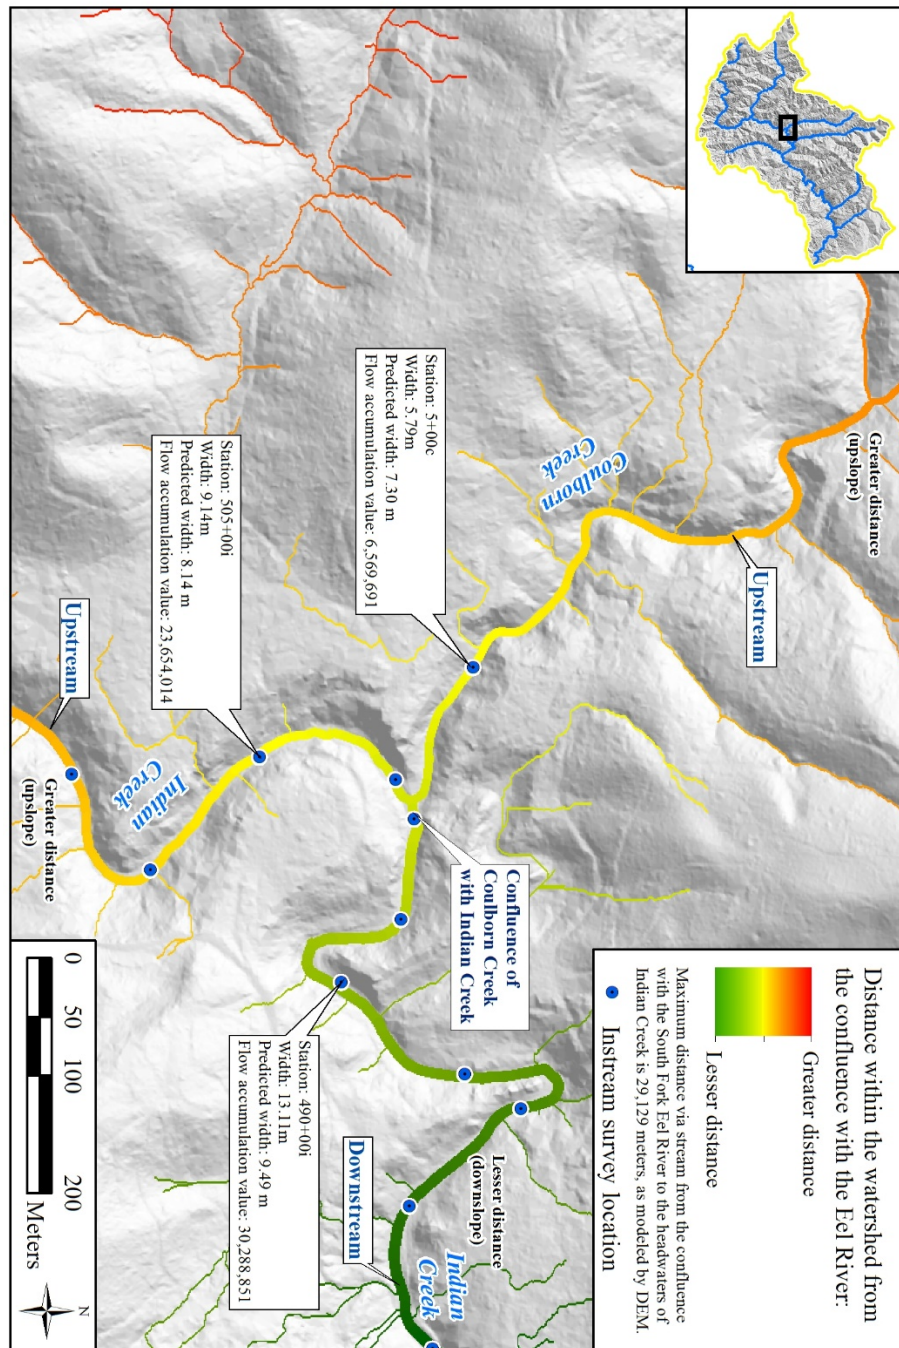 Distance within the watershed from
the confluence with the Eel River:
Greater distance
Lesser distance
Maximum distance via stream from the confluence
with the South Fork Eel River to the headwaters of
Indian Creek is 29,129 meters, as modeled by DEM.
Instream survey location
Greater distance
(upslope)
Upstream
Coulborn
Creek
Station: 5+00c
Width: 5.79m
Predicted width: 7.30 m
Flow accumulation value: 6,569,691
Confluence of
Coulborn Creek
with Indian Creek
Lesser distance
(downslope)
Indian
Creek
Downstream
Station: 505+00i
Width: 9.14m
Predicted width: 8.14 m
Flow accumulation value: 23,654,014
Station: 490+00i
Width: 13.11m
Predicted width: 9.49 m
Flow accumulation value: 30,288,851
Upstream
Indian
Creek
Greater distance
(upslope)
0 50 100 200
Meters
N